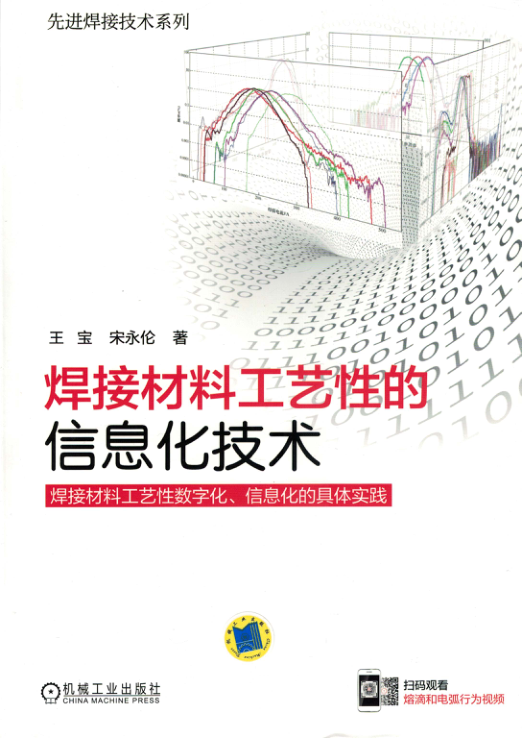 先进焊接技术系列
王 宝 宋永伦 著
焊接材料工艺性的
信息化技术
焊接材料工艺性数字化、信息化的具体实践
机械工业出版社
CHINA MACHINE PRESS
扫码观看
熔滴和电弧行为视频